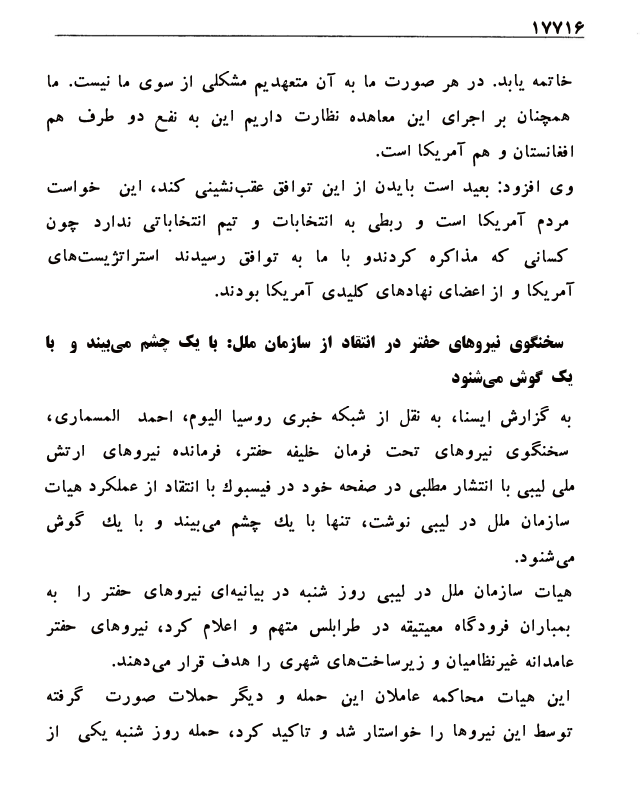 ۱۷۷۱۶
خاتمه یابد. در هر صورت ما به آن متعهدیم مشکلی از سوی ما نیست. ما
همچنان بر اجرای این معاهده نظارت داریم این به نفع دو طرف هم
افغانستان و هم آمریکا است.
وی افزود: بعید است بایدن از این توافق عقب‌نشینی کند، این خواست
مردم آمریکا است و ربطی به انتخابات و تیم انتخاباتی ندارد چون
کسانی که مذاکره کردندو با ما به توافق رسیدند استراتژیست‌های
آمریکا و از اعضای نهادهای کلیدی آمریکا بودند.
سخنگوی نیروهای حفتر در انتقاد از سازمان ملل: با یک چشم می‌بیند و با
یک گوش می‌شنود
به گزارش ایسنا، به نقل از شبکه خبری روسیا الیوم، احمد المسماری،
سخنگوی نیروهای تحت فرمان خلیفه حفتر، فرمانده نیروهای ارتش
ملی لیبی با انتشار مطلبی در صفحه خود در فیسبوك با انتقاد از عملکرد هیات
سازمان ملل در لیبی نوشت، تنها با یك چشم می‌بیند و با یك گوش
می‌شنود.
هیات سازمان ملل در لیبی روز شنبه در بیانیه‌ای نیروهای حفتر را به
بمباران فرودگاه معیتیقه در طرابلس متهم و اعلام کرد، نیروهای حفتر
عامدانه غیرنظامیان و زیرساخت‌های شهری را هدف قرار می‌دهند.
این هیات محاکمه عاملان این حمله و دیگر حملات صورت گرفته
توسط این نیروها را خواستار شد و تاکید کرد، حمله روز شنبه یکی از